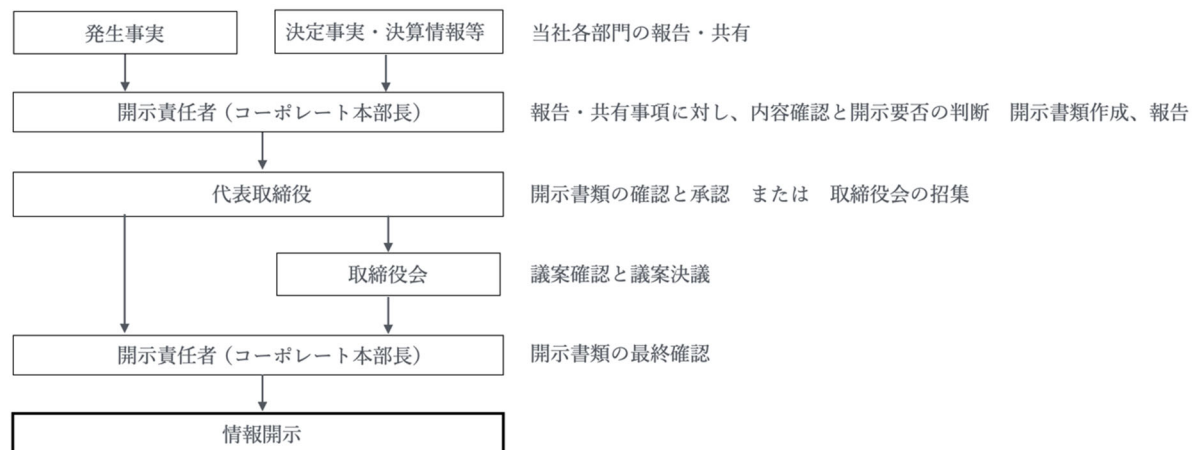 発生事実
決定事実・決算情報等
当社各部門の報告・共有
開示責任者（コーポレート本部長）
報告・共有事項に対し、内容確認と開示要否の判断　開示書類作成、報告
代表取締役
開示書類の確認と承認　または　取締役会の招集
取締役会
議案確認と議案決議
開示責任者（コーポレート本部長）
開示書類の最終確認
情報開示